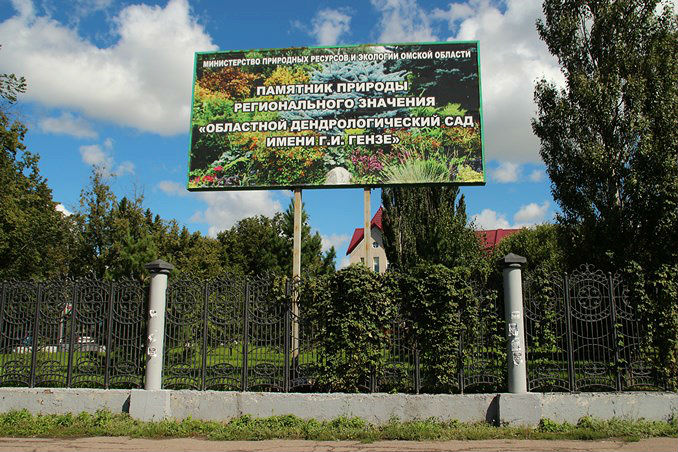 МИНИСТЕРСТВО ПРИРОДНЫХ РЕСУРСОВ И ЭКОЛОГИИ ОМСКОЙ ОБЛАСТИ
ПАМЯТНИК ПРИРОДЫ
РЕГИОНАЛЬНОГО ЗНАЧЕНИЯ
«ОБЛАСТНОЙ ДЕНДРОЛОГИЧЕСКИЙ САД
ИМЕНИ Г.И. ГЕНЗЕ»